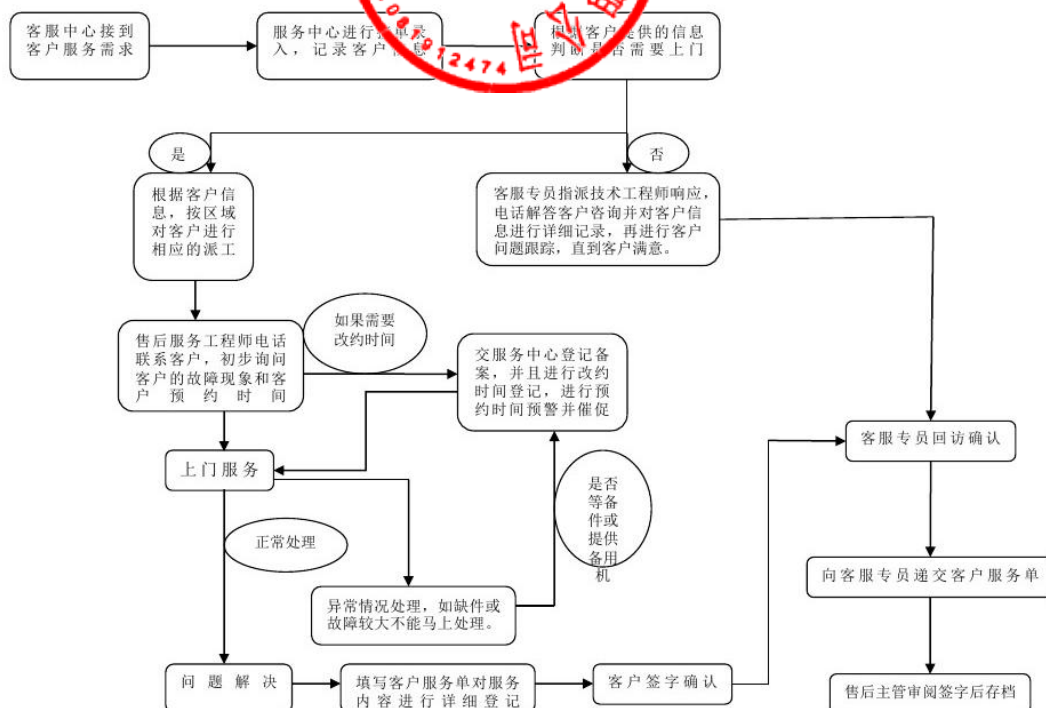 客服中心接到
客户服务需求
服务中心进行 单录
入，记录客户 息
根据客户提供的信息
判断是否需要上门
081912474
司公
是
否
根据客户信
息，按区域
对客户进行
相应的派工
客服专员指派技术工程师响应，
电话解答客户咨询并对客户信
息进行详细记录，再进行客户
问题跟踪，直到客户满意。
售后服务工程师电话
联系客户，初步询问
客户的故障现象和客
户预约时间
如果需要
改约时间
交服务中心登记备
案，并且进行改约
时间登记，进行预
约时间预警并催促
客服专员回访确认
上门服务
是否
等备
件或
提供
备用
机
正常处理
向客服专员递交客户服务单
异常情况处理，如缺件或
故障较大不能马上处理。
问题解决
填写客户服务单对服务
内容进行详细登记
客户签字确认
售后主管审阅签字后存档